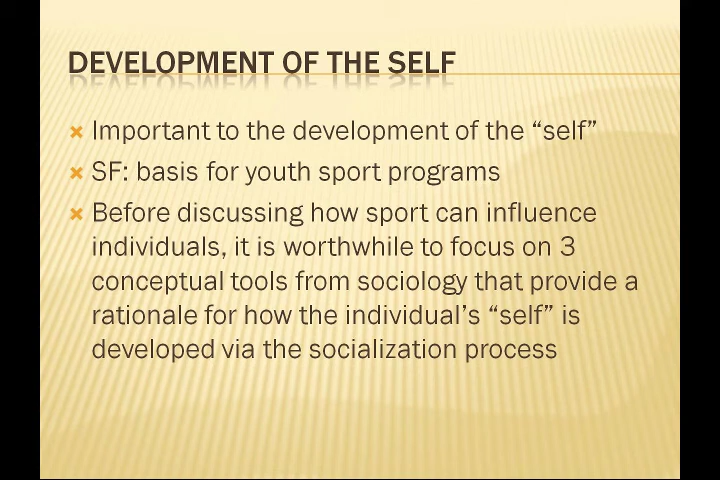 DEVELOPMENT OF THE SELF
Important to the development of the “self”
SF: basis for youth sport programs
Before discussing how sport can influence
individuals, it is worthwhile to focus on 3
conceptual tools from sociology that provide a
rationale for how the individual’s “self” is
developed via the socialization process